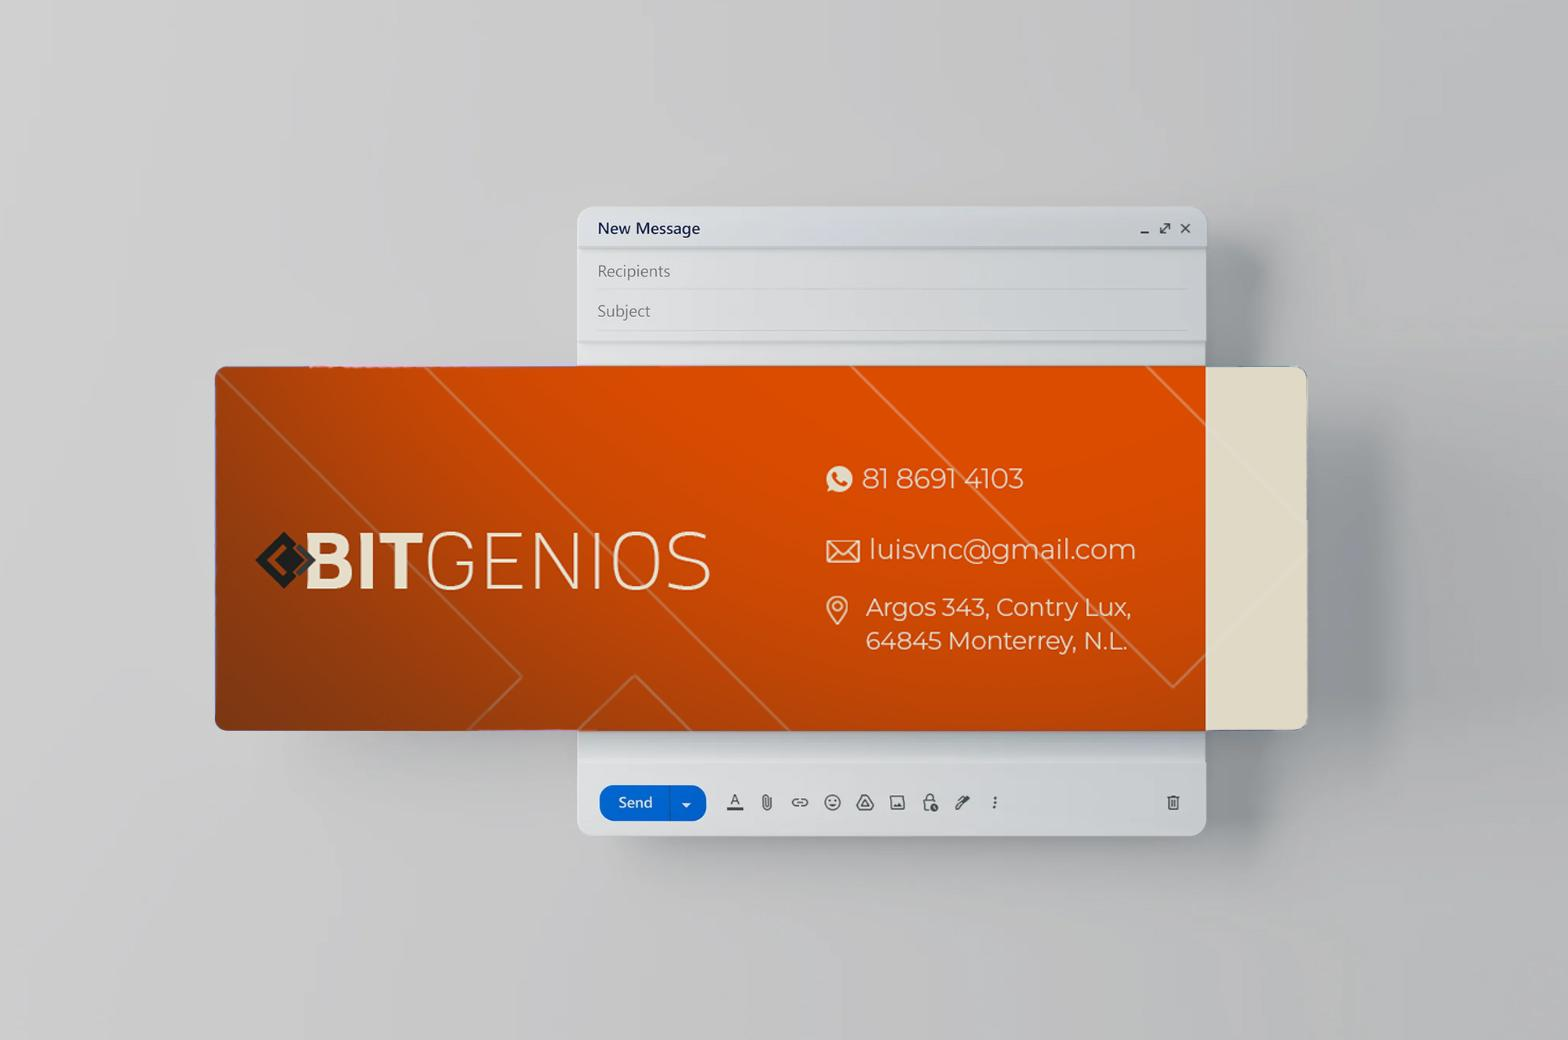 New Message
Recipients
Subject
BITGENIOS
81 8691 4103
luisvnc@gmail.com
Argos 343, Contry Lux,
64845 Monterrey, N.L.
Send
A